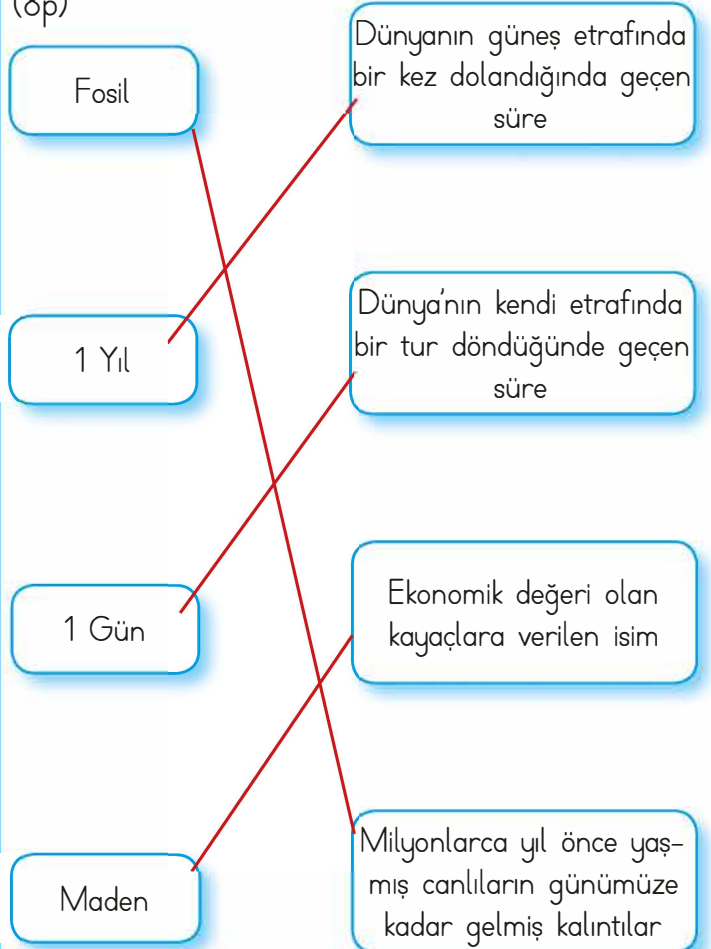 (8p)
Fosil
Dünyanın güneş etrafında
bir kez dolandığında geçen
süre
1 Yıl
Dünya'nın kendi etrafında
bir tur döndüğünde geçen
süre
1 Gün
Ekonomik değeri olan
kayaçlara verilen isim
Maden
Milyonlarca yıl önce yaş-
mış canlıların günümüze
kadar gelmiş kalıntılar